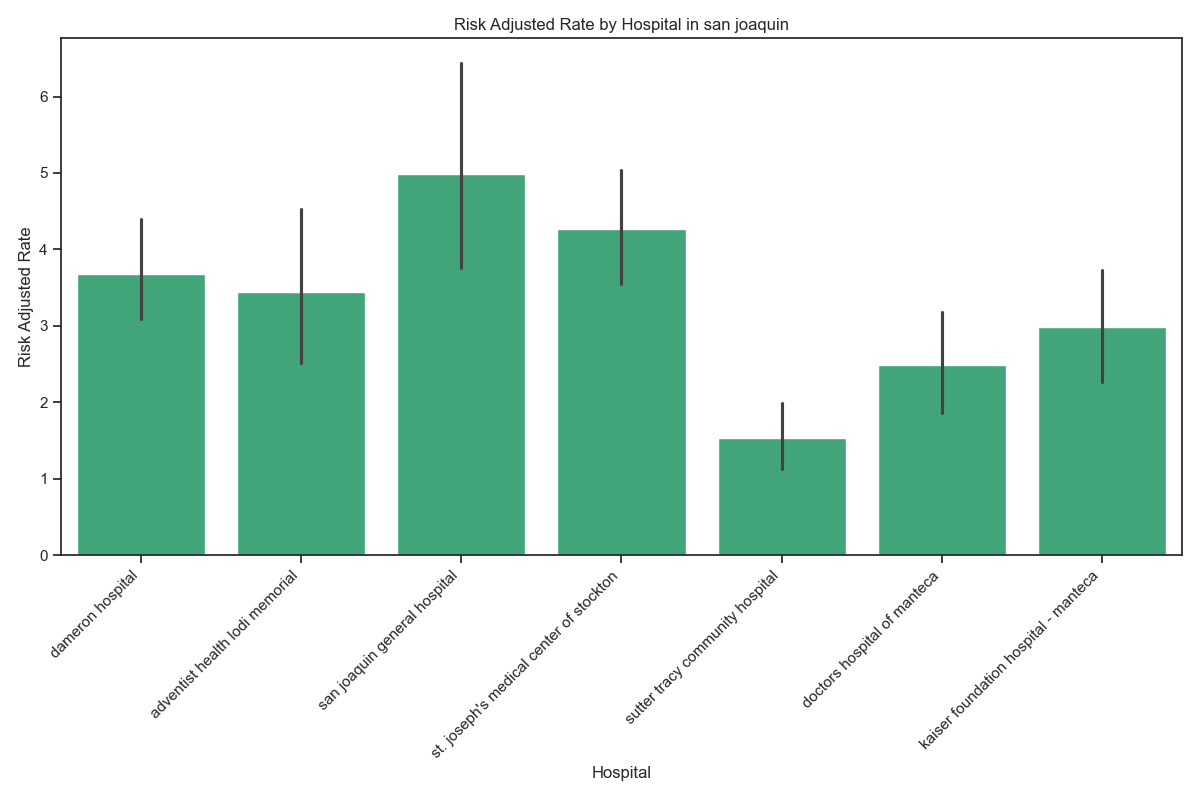 Risk Adjusted Rate by Hospital in san joaquin
Risk Adjusted Rate
6
5
4
3
2
1
0
dameron hospital
adventist health lodi memorial
san joaquin general hospital
st. joseph's medical center of stockton
sutter tracy community hospital
doctors hospital of manteca
kaiser foundation hospital - manteca
Hospital